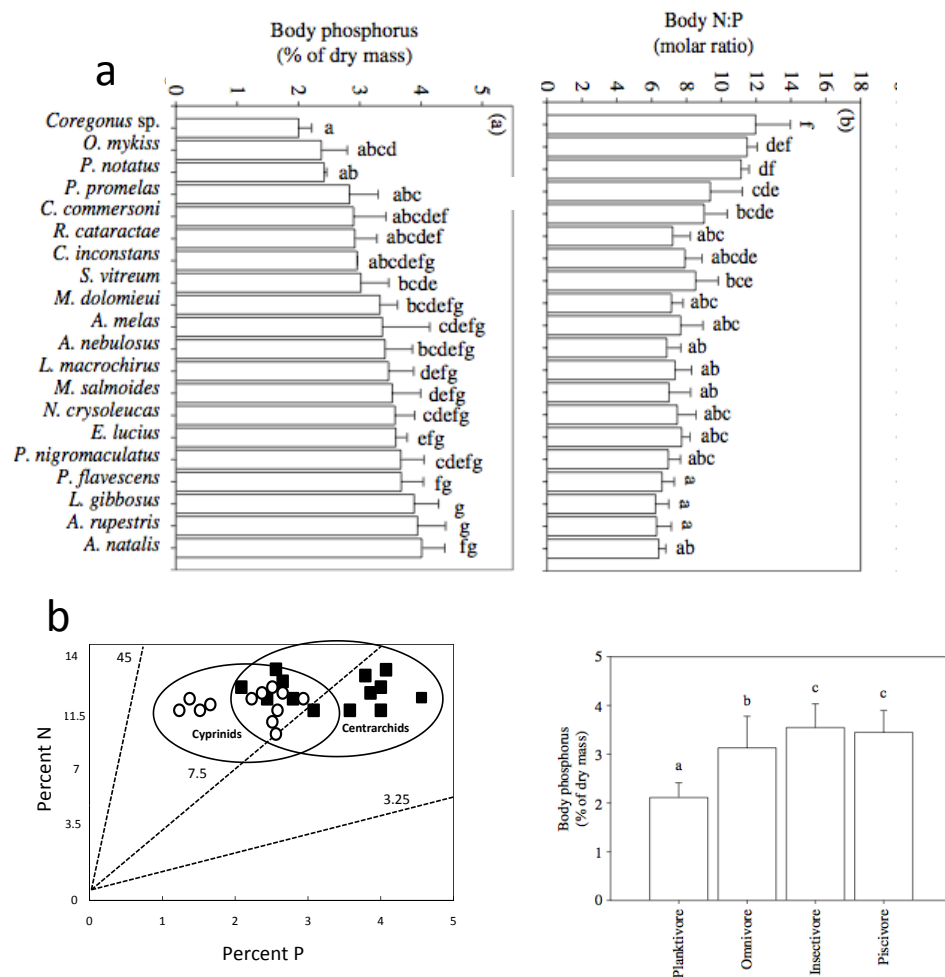 a
Body phosphorus
(% of dry mass)
0 1 2 3 4 5
(a)
Coregonus sp. a
O. mykiss abcd
P. notatus ab
P. promelas abc
C. commersoni abcdef
R. cataractae abcdef
C. inconstans abcdefg
S. vitreum bcde
M. dolomieui bcdefg
A. melas cdefg
A. nebulosus bcdefg
L. macrochirus defg
M. salmoides defg
N. crysoleucas cdefg
E. lucius efg
P. nigromaculatus cdefg
P. flavescens fg
L. gibbosus g
A. rupestris g
A. natalis fg
Body N:P
(molar ratio)
0 2 4 6 8 10 12 14 16 18
(b)
f
def
df
cde
bcde
abc
abcde
bce
abc
abc
ab
ab
ab
abc
abc
abc
a
a
a
ab
b
Percent N
14
11.5
7
3.5
0
45
7.5
3.25
Cyprinids
Centrarchids
0 1 2 3 4 5
Percent P
Body phosphorus
(% of dry mass)
5
4
3
2
1
0
a b c c
Planktivore
Omnivore
Insectivore
Piscivore